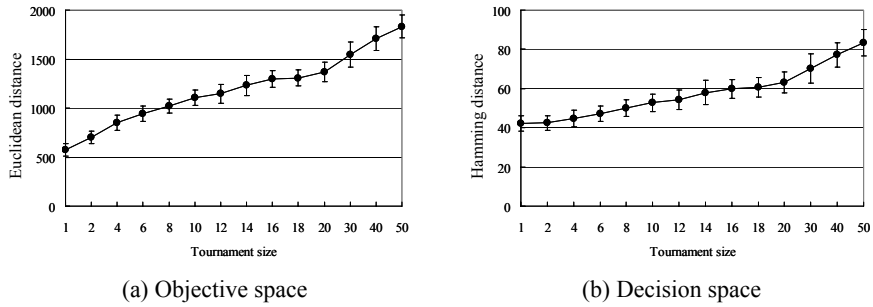 2000
1500
1000
500
0
Euclidean distance
1 2 4 6 8 10 12 14 16 18 20 30 40 50
Tournament size
(a) Objective space
100
80
60
40
20
0
Hamming distance
1 2 4 6 8 10 12 14 16 18 20 30 40 50
Tournament size
(b) Decision space